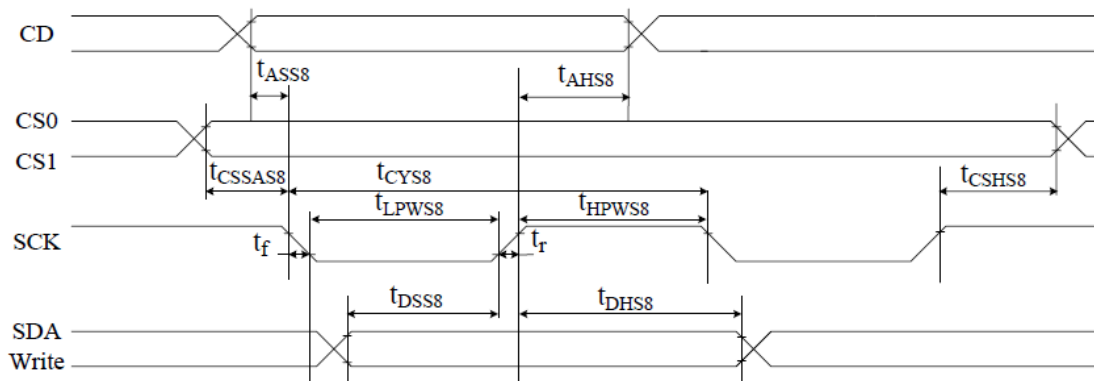 CD
tASS8
tAHS8
CS0
CS1
tCSSAS8
tCYS8
tCSHS8
tLPWS8
tHPWS8
SCK
tf
tr
tDSS8
tDHS8
SDA
Write